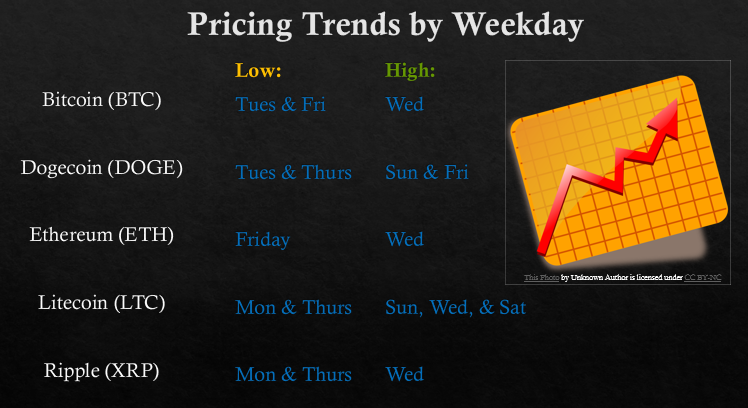 Pricing Trends by Weekday
Low: High:
Bitcoin (BTC) Tues & Fri Wed
Dogecoin (DOGE) Tues & Thurs Sun & Fri
Ethereum (ETH) Friday Wed
This Photo by Unknown Author is licensed under CC BY-NC
Litecoin (LTC) Mon & Thurs Sun, Wed, & Sat
Ripple (XRP) Mon & Thurs Wed